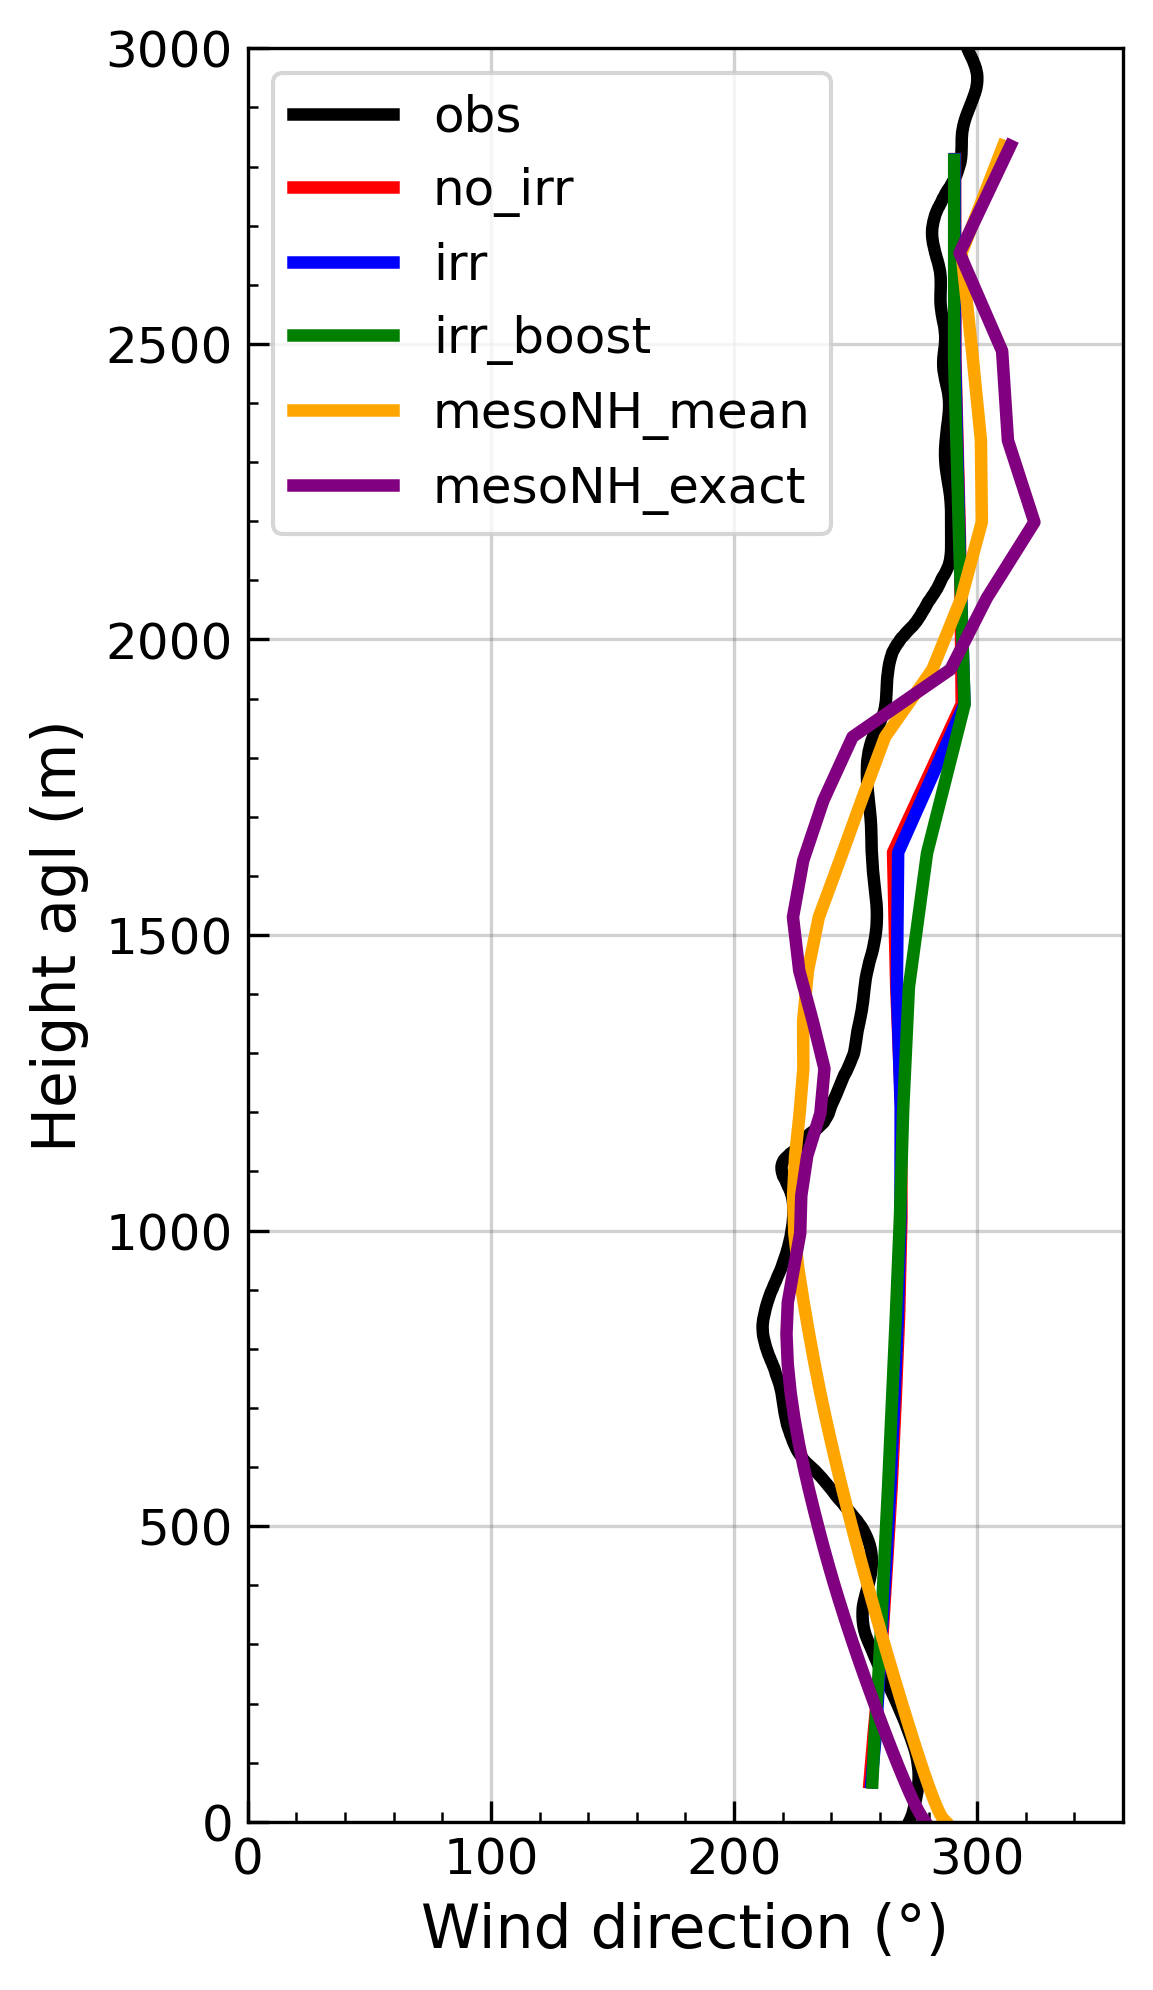 3000
2500
2000
1500
1000
500
0
Height agl (m)
obs
no_irr
irr
irr_boost
mesoNH_mean
mesoNH_exact
0
100
200
300
Wind direction (°)